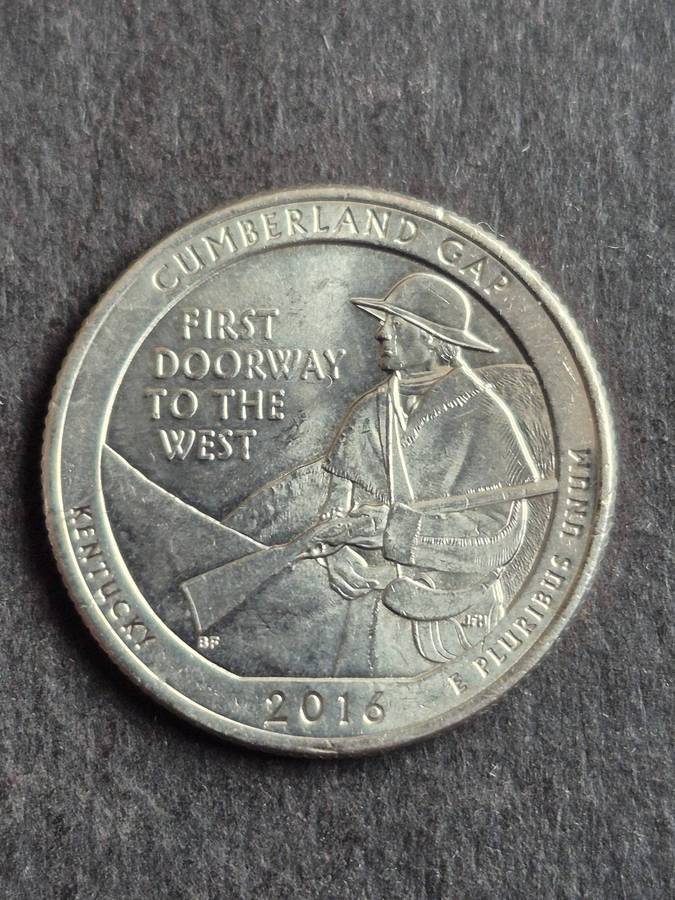 CUMBERLAND GAP
FIRST
DOORWAY
TO THE
WEST
KENTUCKY
BF
JFM
2016
E PLURIBUS UNUM